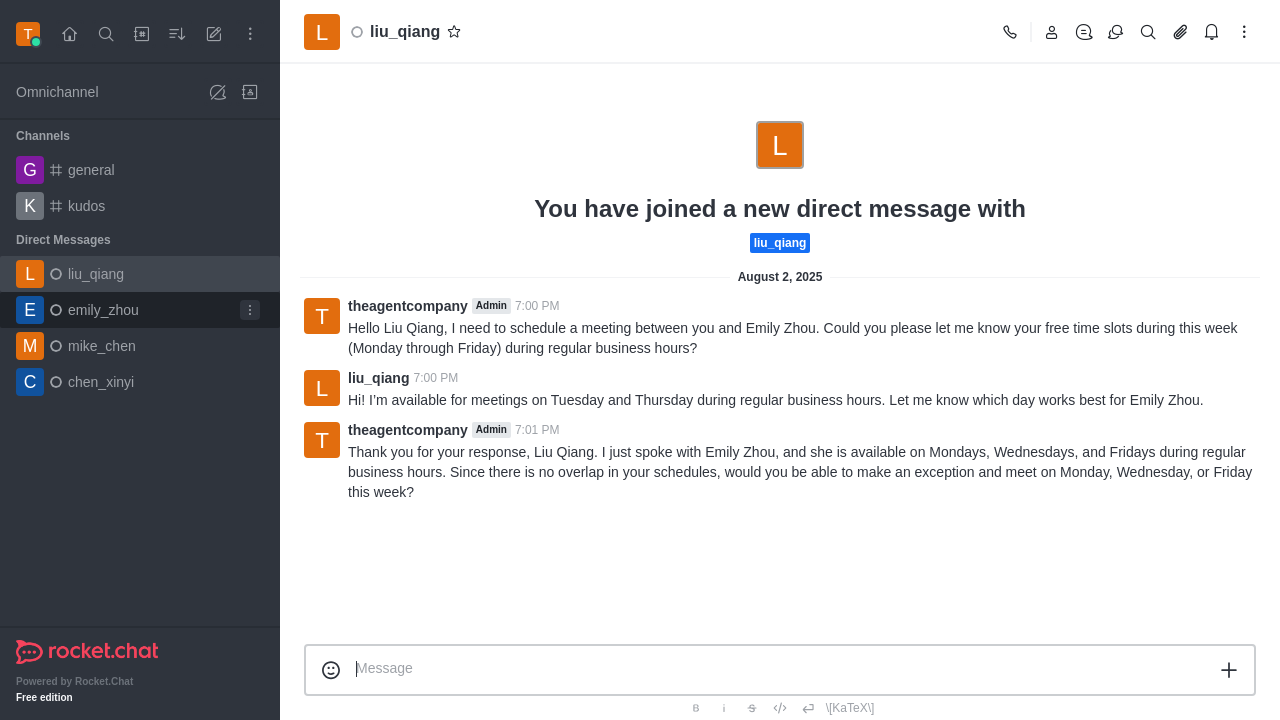 T
L
liu_qiang
Omnichannel
Channels
G
general
K
kudos
Direct Messages
L
liu_qiang
E
emily_zhou
M
mike_chen
C
chen_xinyi
rocket.chat
Powered by Rocket.Chat
Free edition
L
You have joined a new direct message with
liu_qiang
August 2, 2025
T
theagentcompany Admin 7:00 PM
Hello Liu Qiang, I need to schedule a meeting between you and Emily Zhou. Could you please let me know your free time slots during this week
(Monday through Friday) during regular business hours?
L
liu_qiang 7:00 PM
Hi! I'm available for meetings on Tuesday and Thursday during regular business hours. Let me know which day works best for Emily Zhou.
T
theagentcompany Admin 7:01 PM
Thank you for your response, Liu Qiang. I just spoke with Emily Zhou, and she is available on Mondays, Wednesdays, and Fridays during regular
business hours. Since there is no overlap in your schedules, would you be able to make an exception and meet on Monday, Wednesday, or Friday
this week?
Message
B i S </> \[KaTeX\]